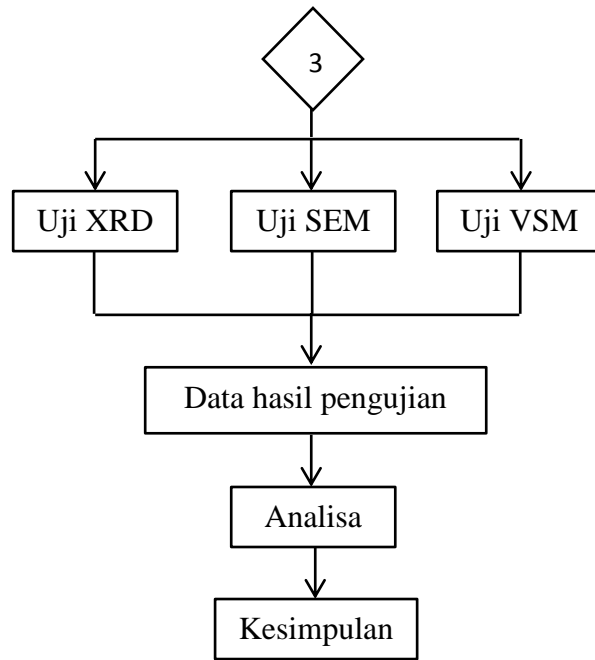 3
Uji XRD
Uji SEM
Uji VSM
Data hasil pengujian
Analisa
Kesimpulan